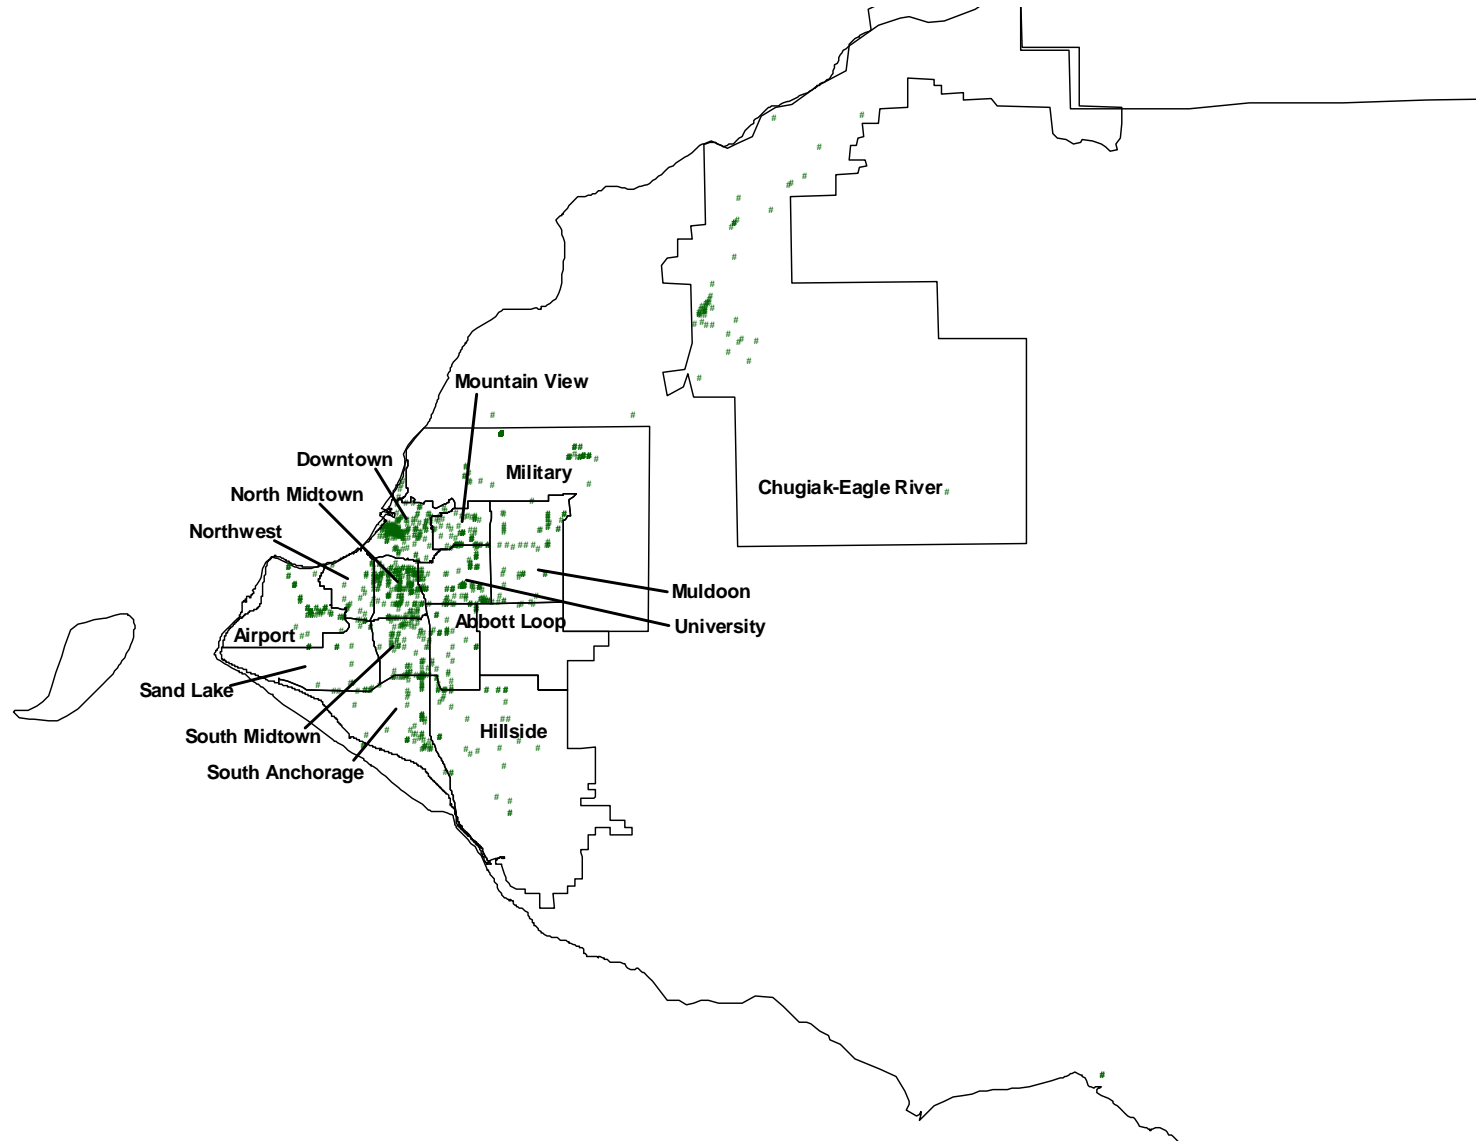 Mountain View
Downtown
Military
North Midtown
Chugiak-Eagle River
Northwest
Muldoon
Abbott Loop
University
Airport
Sand Lake
South Midtown
Hillside
South Anchorage